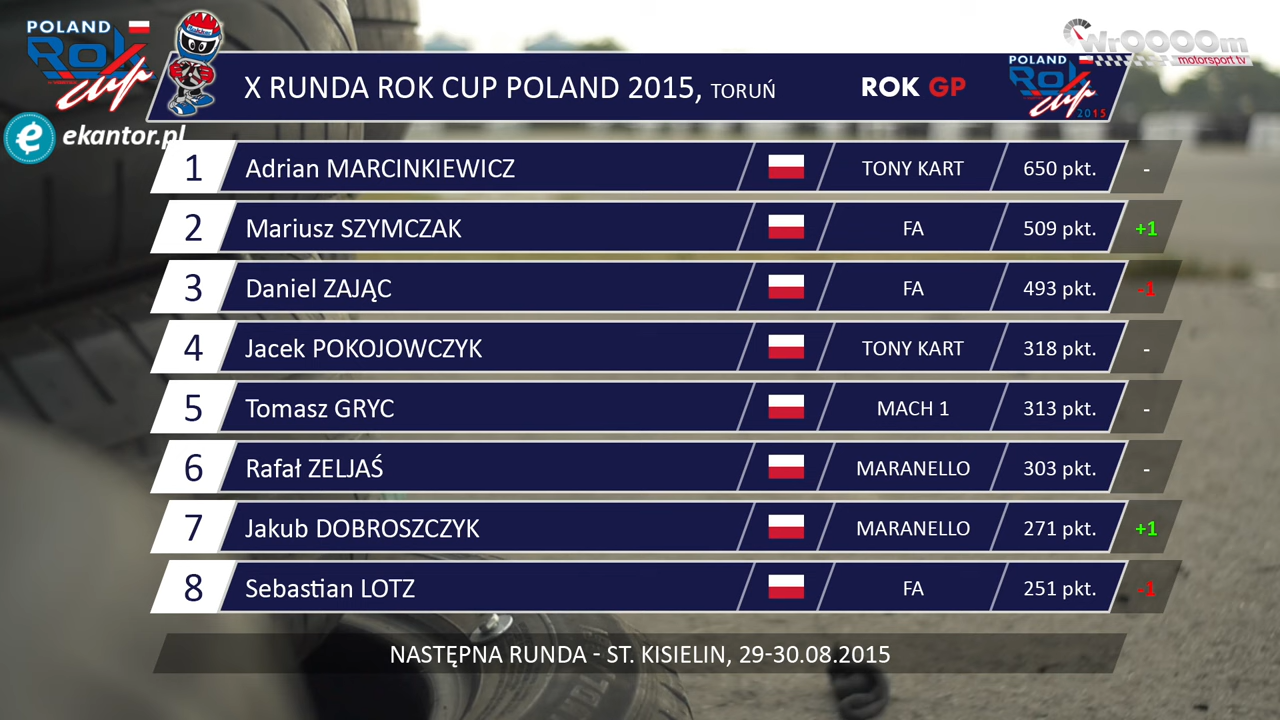 POLAND
ROK
cup
WrOOOOm
motorsport tv
X RUNDA ROK CUP POLAND 2015, TORUŃ
ROK GP
POLAND
ROK
cup
2015
ekantor.pl
1 Adrian MARCINKIEWICZ TONY KART 650 pkt. -
2 Mariusz SZYMCZAK FA 509 pkt. +1
3 Daniel ZAJĄC FA 493 pkt. -1
4 Jacek POKOJOWCZYK TONY KART 318 pkt. -
5 Tomasz GRYC MACH 1 313 pkt. -
6 Rafał ZELJAŚ MARANELLO 303 pkt. -
7 Jakub DOBROSZCZYK MARANELLO 271 pkt. +1
8 Sebastian LOTZ FA 251 pkt. -1
NASTĘPNA RUNDA - ST. KISIELIN, 29-30.08.2015